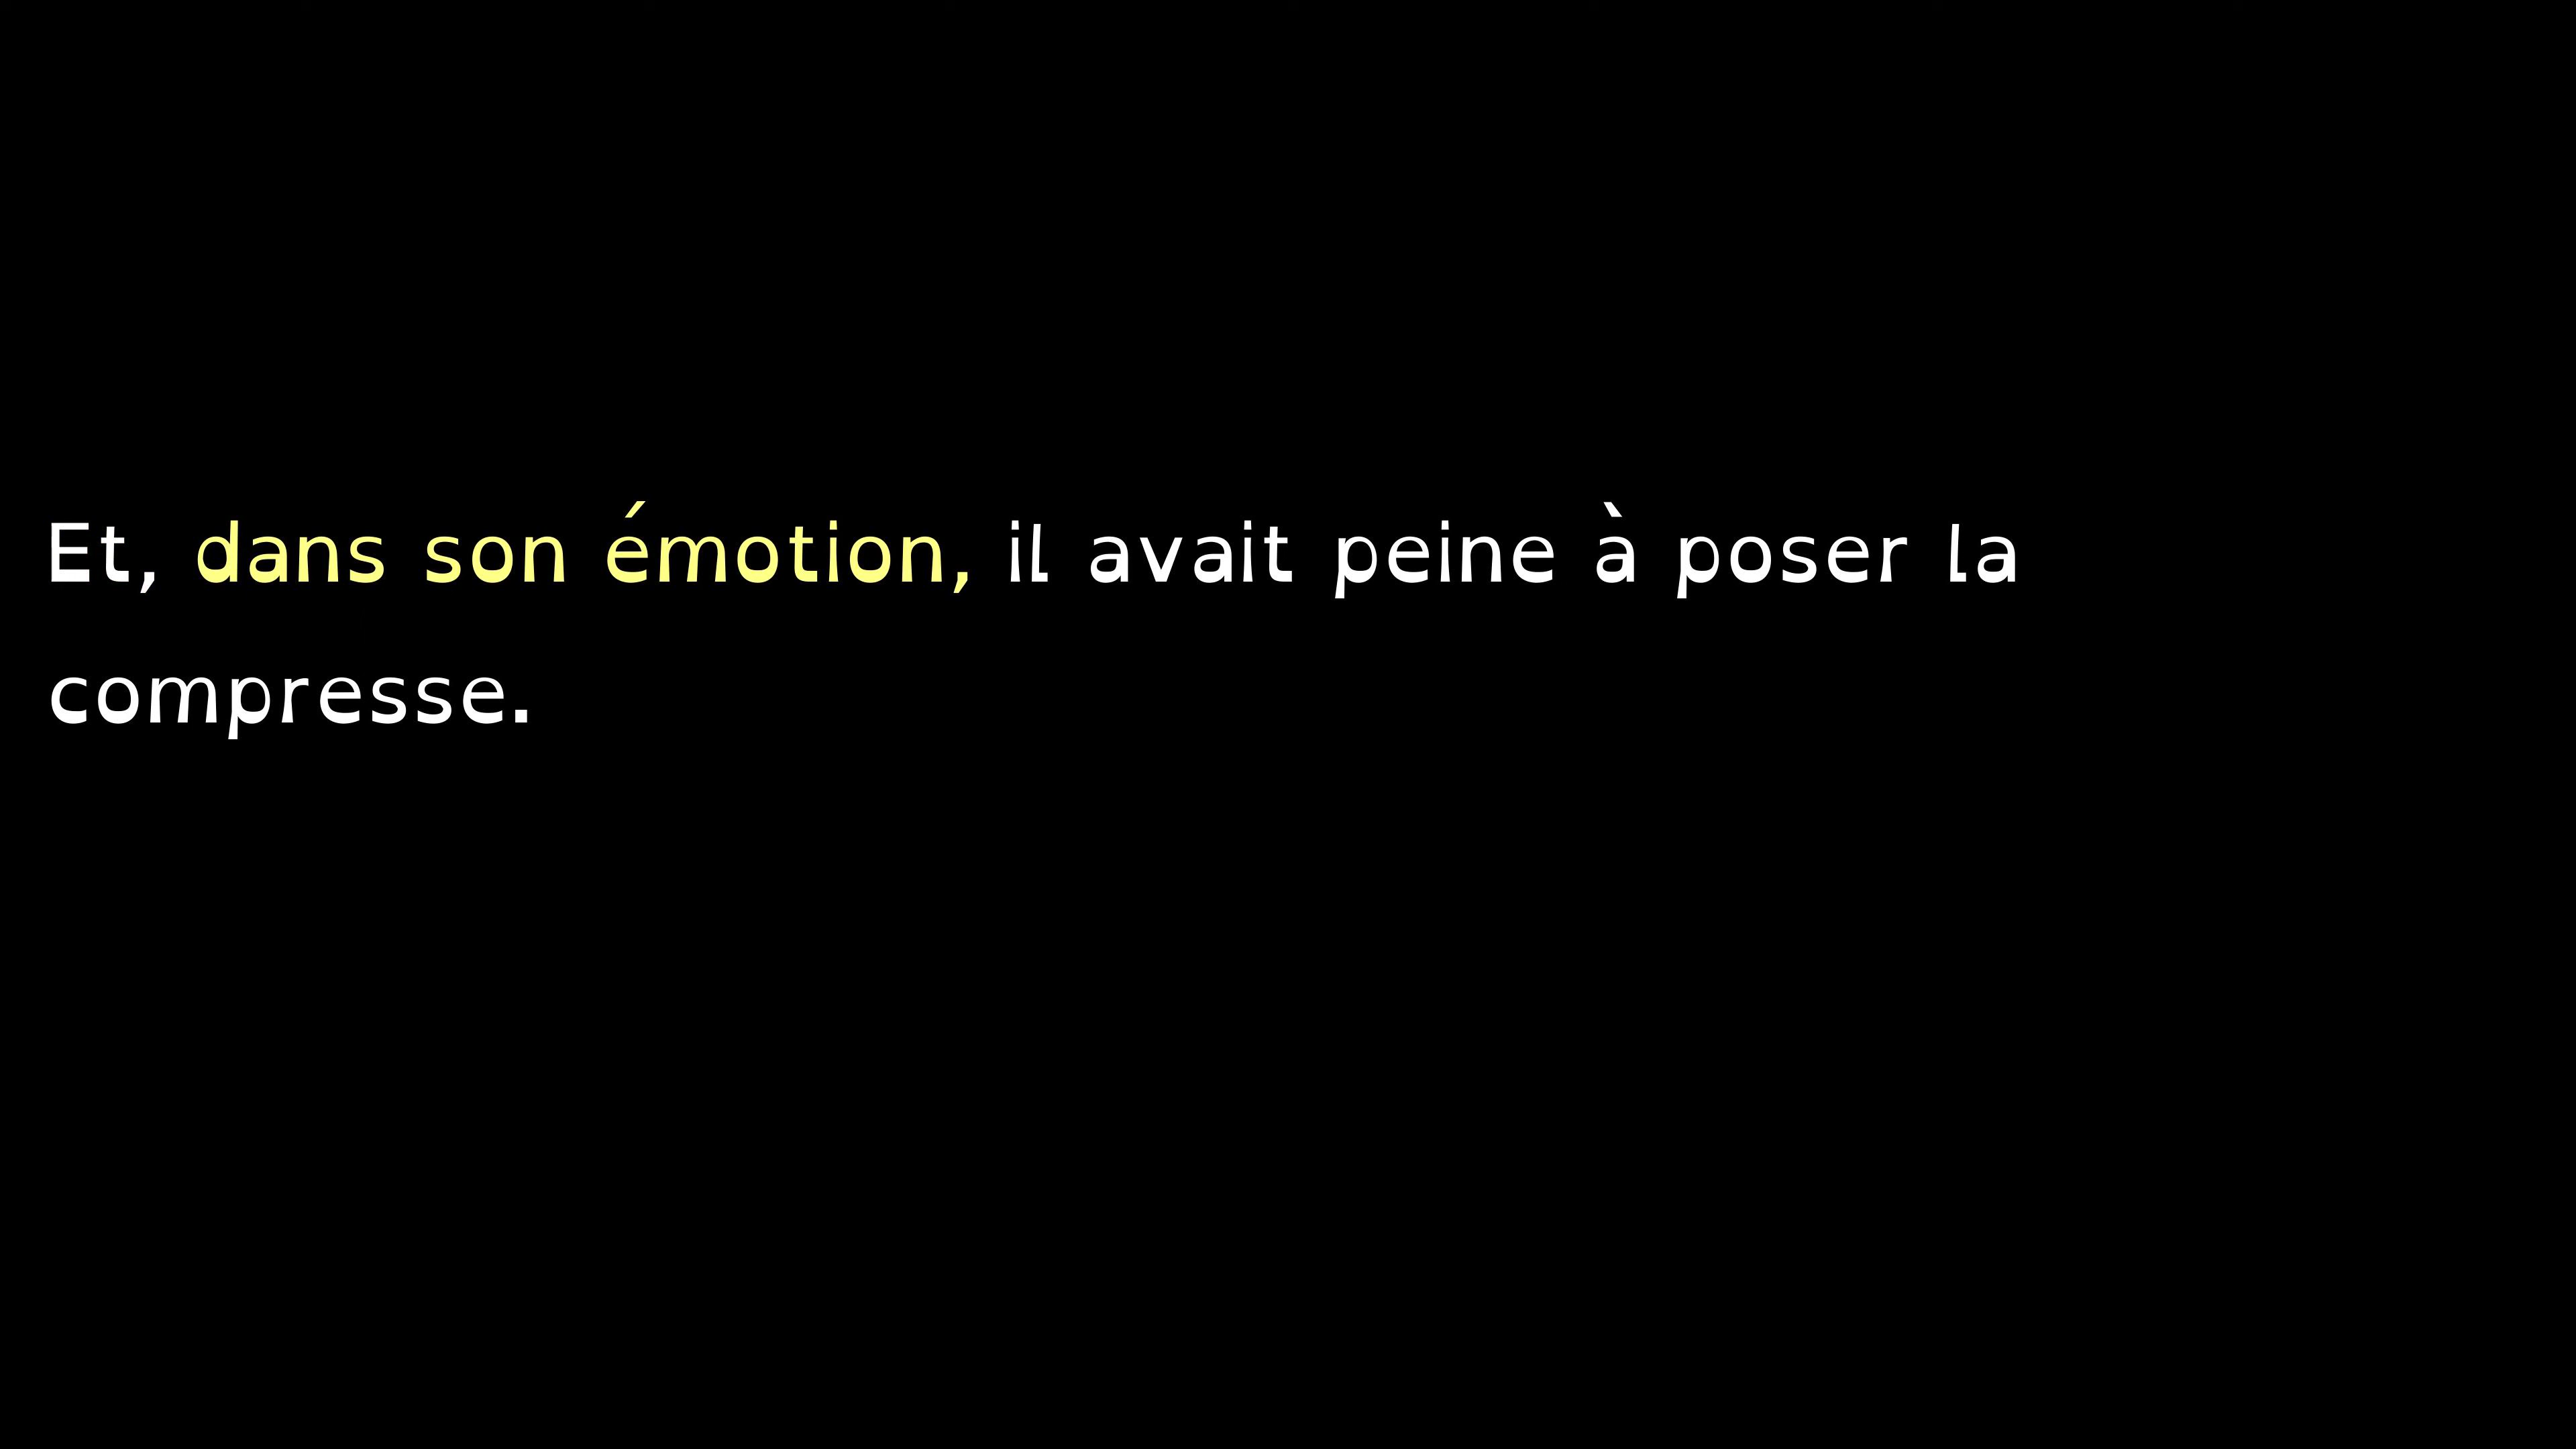 Et, dans son émotion, il avait peine à poser la
compresse.